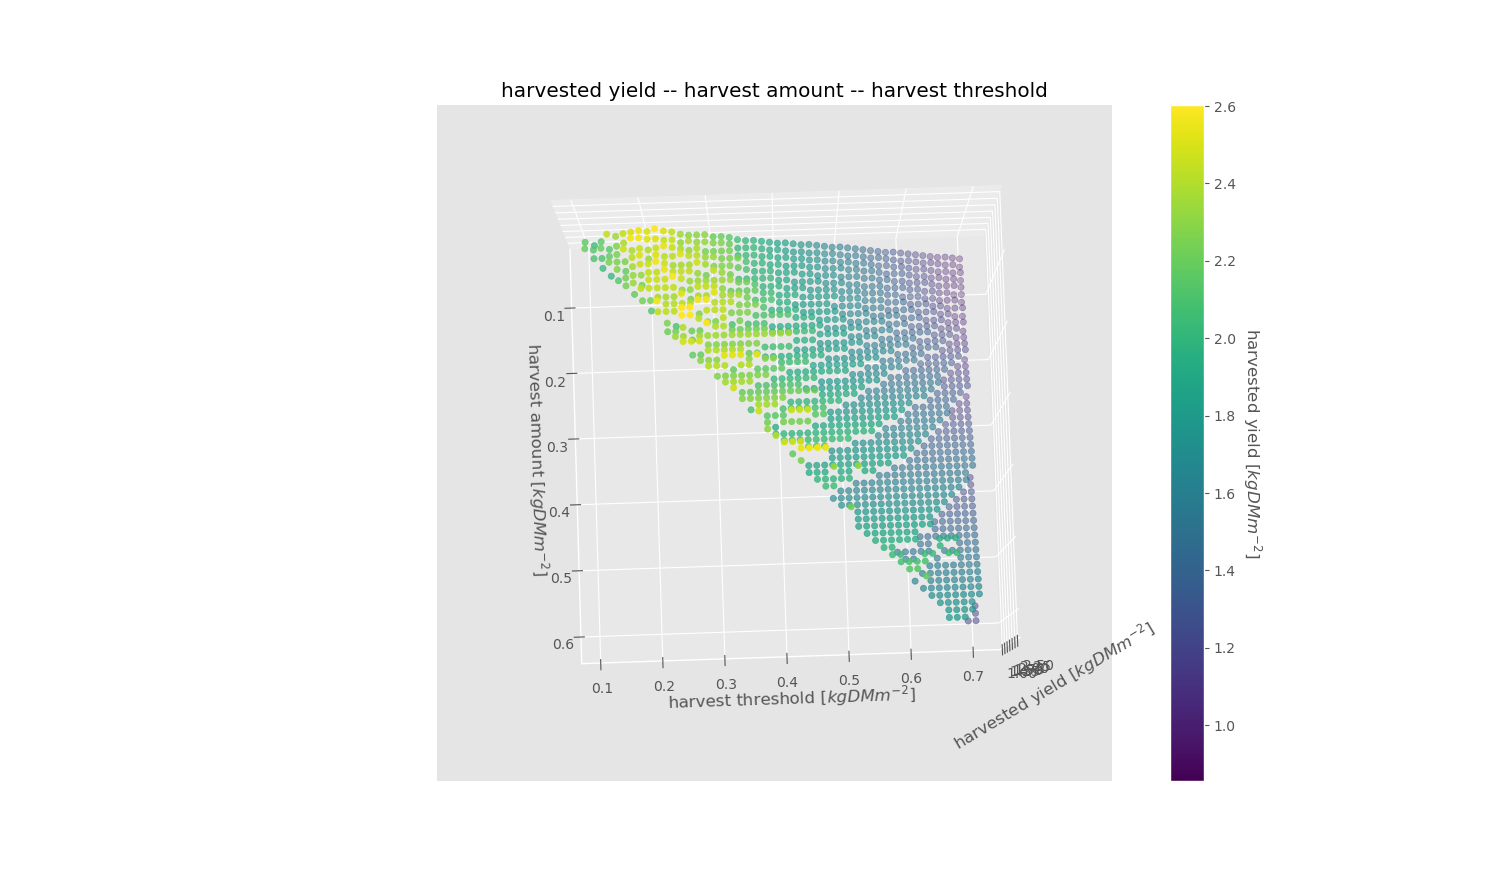 harvested yield -- harvest amount -- harvest threshold
2.6
2.4
2.2
2.0
1.8
1.6
1.4
1.2
1.0
harvested yield [kgDMm⁻²]
0.1
0.2
0.3
0.4
0.5
0.6
harvest amount [kgDMm⁻²]
0.1 0.2 0.3 0.4 0.5 0.6 0.7
harvest threshold [kgDMm⁻²]
harvested yield [kgDMm⁻²]